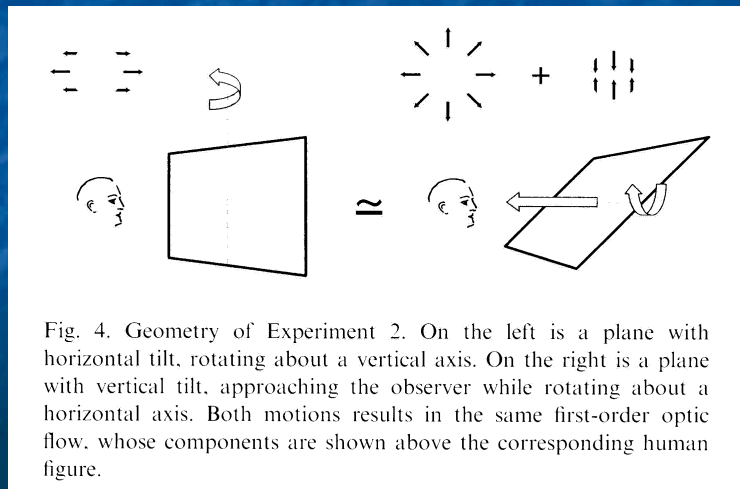 +
≃
Fig. 4. Geometry of Experiment 2. On the left is a plane with
horizontal tilt, rotating about a vertical axis. On the right is a plane
with vertical tilt, approaching the observer while rotating about a
horizontal axis. Both motions results in the same first-order optic
flow, whose components are shown above the corresponding human
figure.